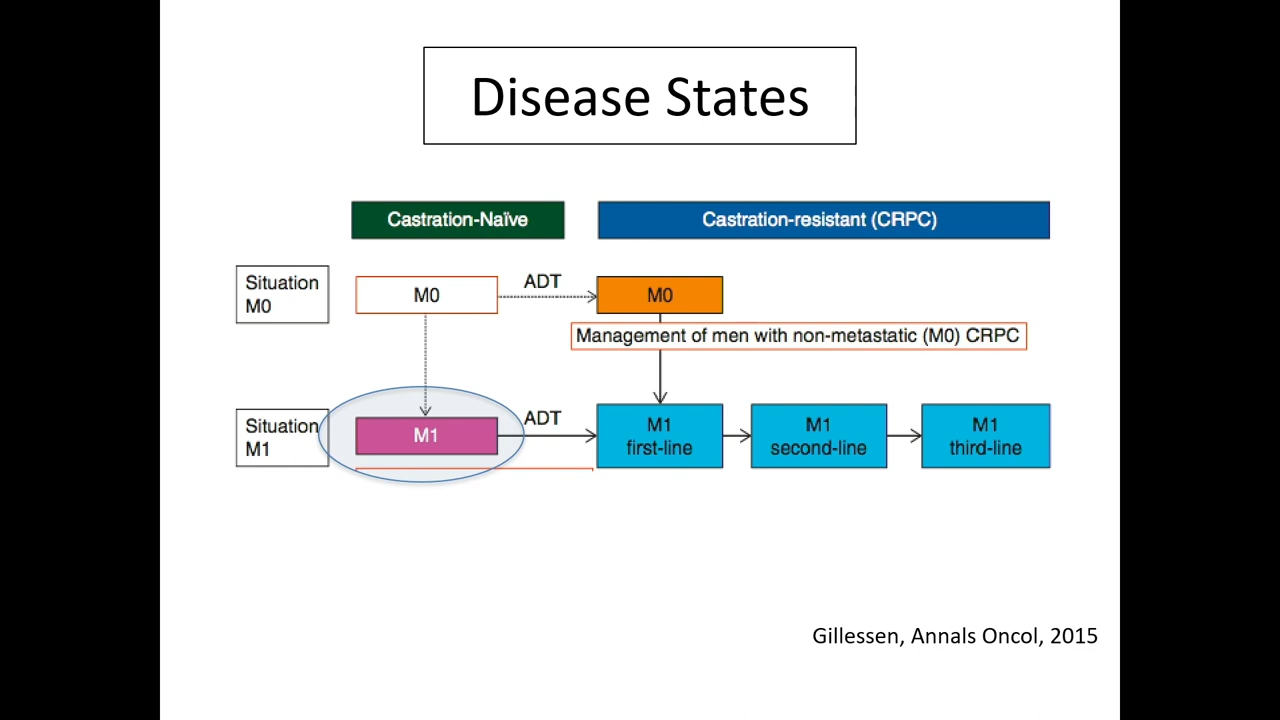 Disease States
Castration-Naïve
Castration-resistant (CRPC)
Situation
M0
M0
ADT
M0
Management of men with non-metastatic (M0) CRPC
Situation
M1
M1
ADT
M1
first-line
M1
second-line
M1
third-line
Gillessen, Annals Oncol, 2015